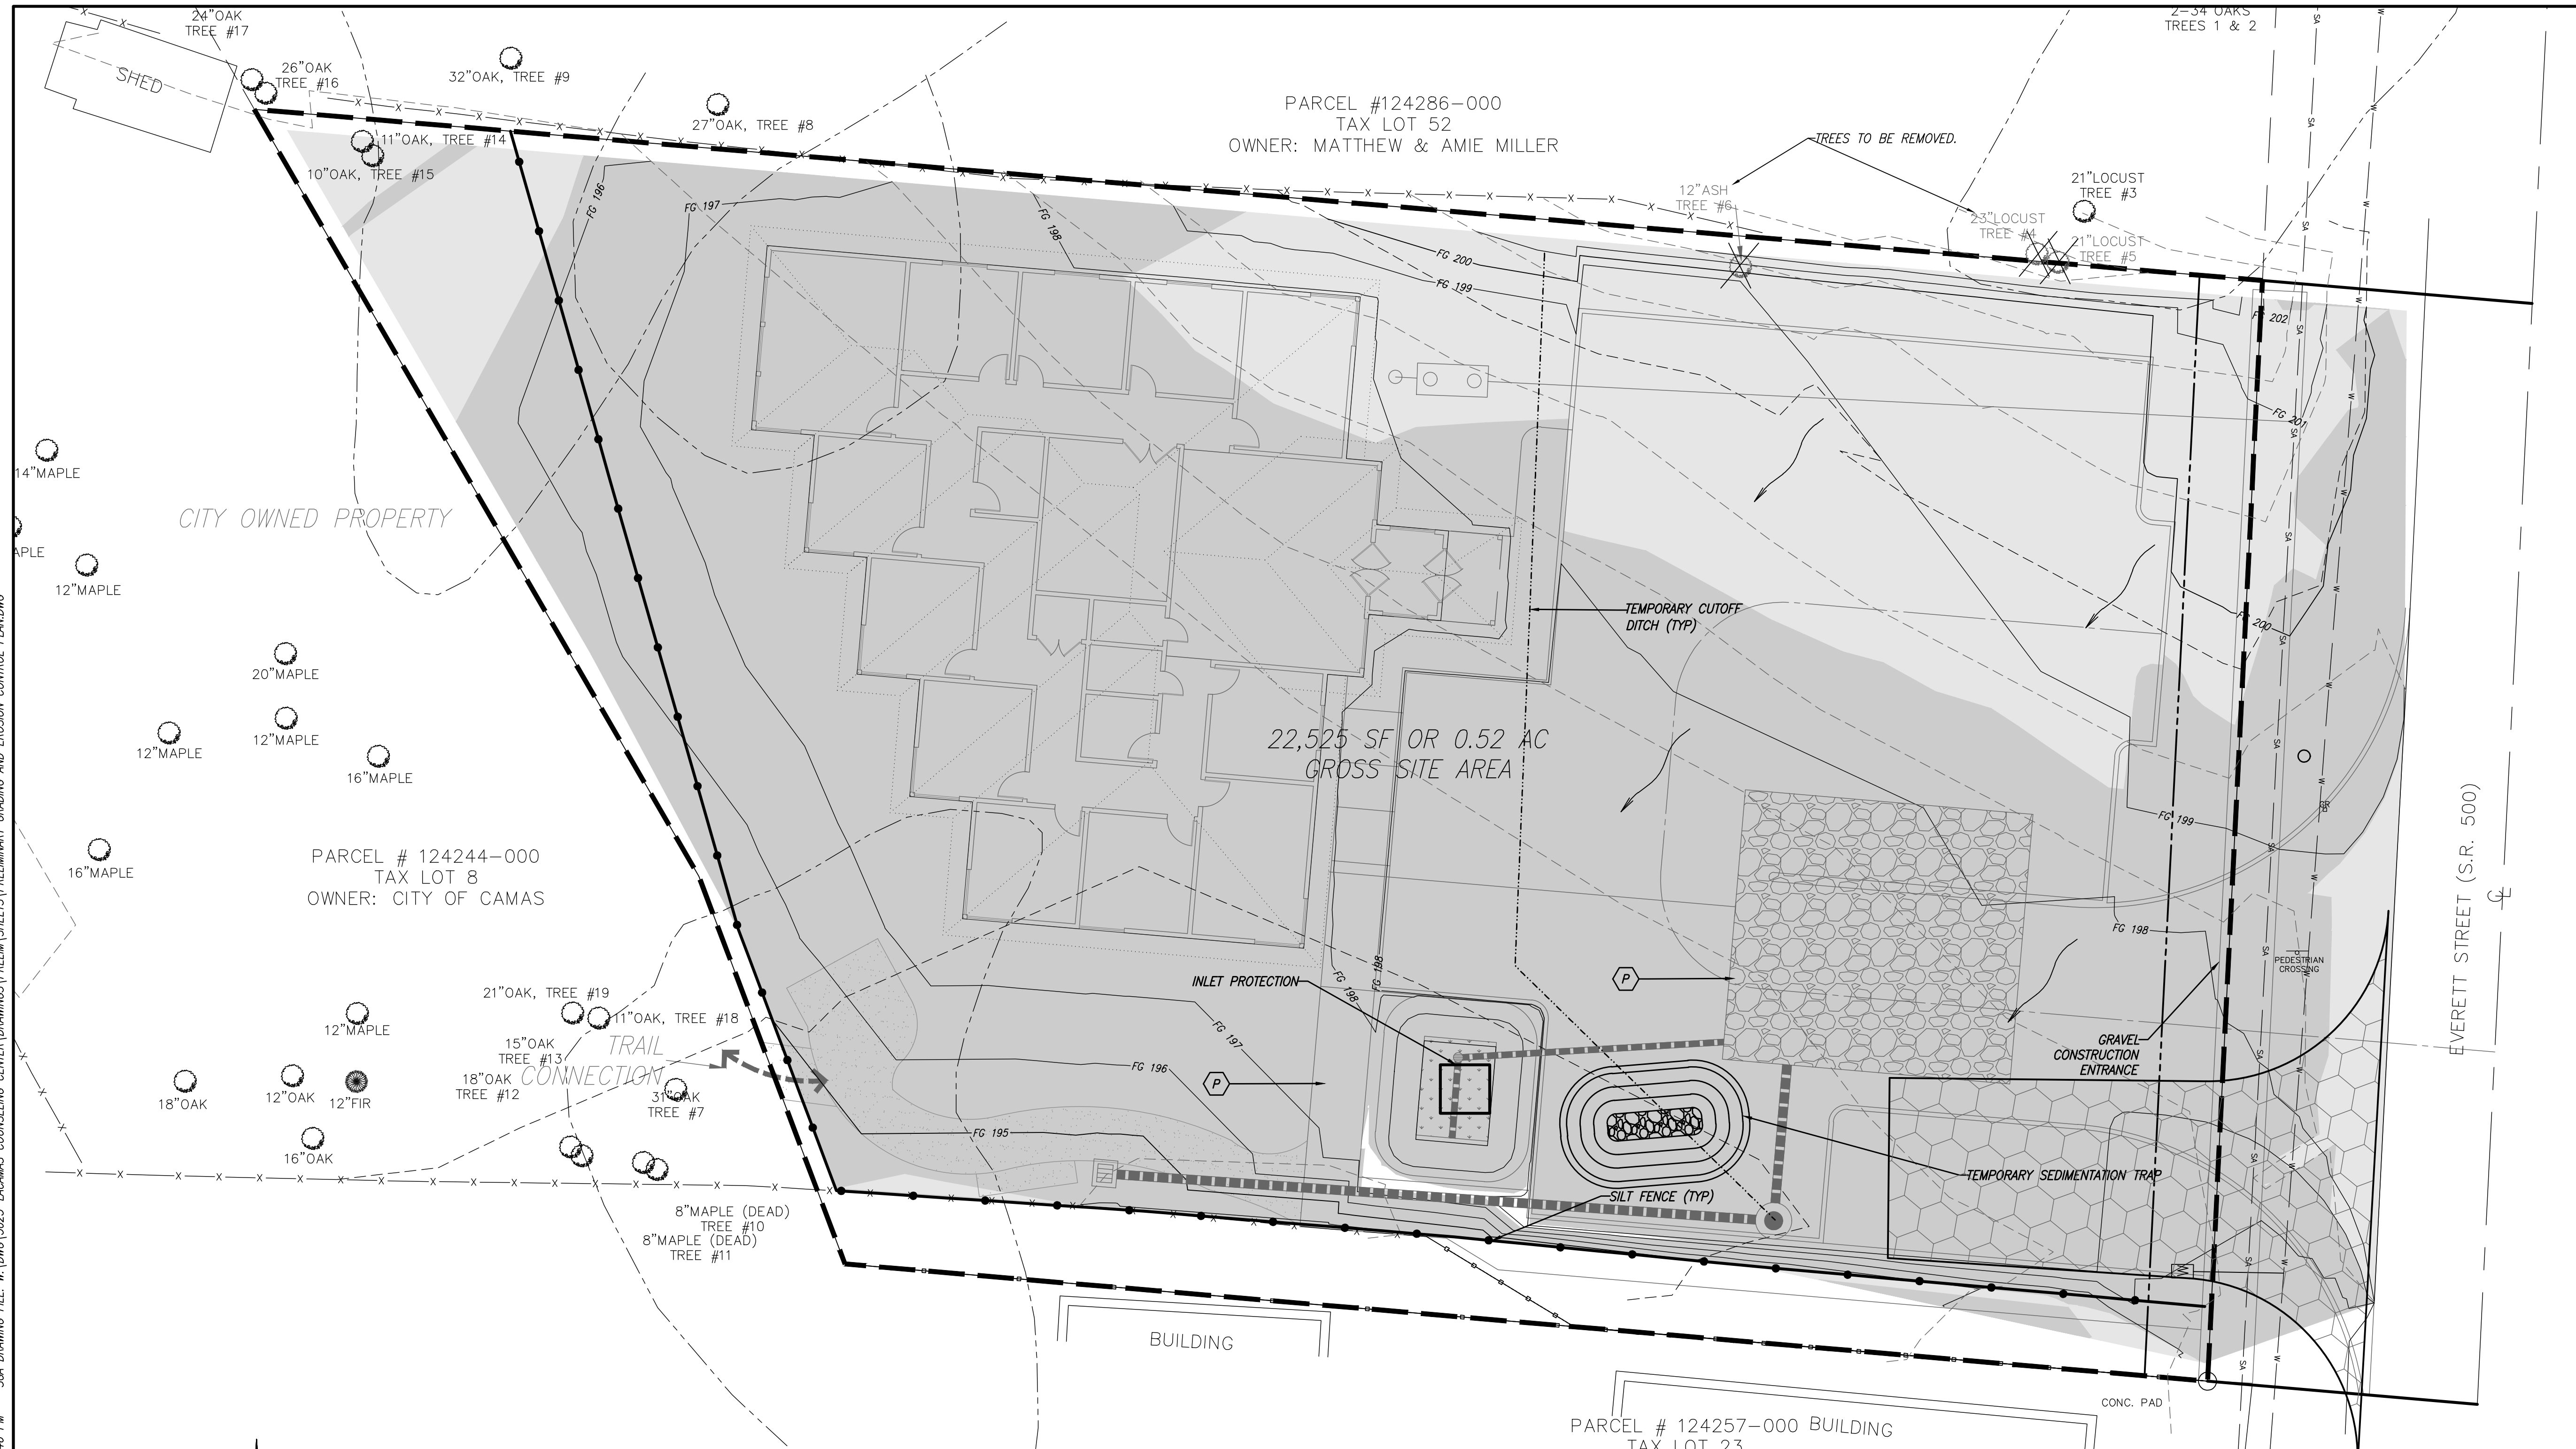 24"OAK
TREE #17
SHED
26"OAK
TREE #16
32"OAK, TREE #9
27"OAK, TREE #8
11"OAK, TREE #14
10"OAK, TREE #15
PARCEL #124286-000
TAX LOT 52
OWNER: MATTHEW & AMIE MILLER
TREES TO BE REMOVED.
2-34 OAKS
TREES 1 & 2
12"ASH
TREE #6
21"LOCUST
TREE #3
23"LOCUST
TREE #4
21"LOCUST
TREE #5
FG 196
FG 197
FG 198
FG 200
FG 199
FG 202
FG 201
FG 200
FG 199
FG 198
14"MAPLE
CITY OWNED PROPERTY
12"MAPLE
20"MAPLE
12"MAPLE
12"MAPLE
16"MAPLE
16"MAPLE
PARCEL # 124244-000
TAX LOT 8
OWNER: CITY OF CAMAS
TEMPORARY CUTOFF
DITCH (TYP)
22,525 SF OR 0.52 AC
GROSS SITE AREA
EVERETT STREET (S.R. 500)
PEDESTRIAN
CROSSING
INLET PROTECTION
P
P
FG 198
FG 198
FG 197
FG 196
FG 195
GRAVEL
CONSTRUCTION
ENTRANCE
21"OAK, TREE #19
11"OAK, TREE #18
12"MAPLE
15"OAK
TREE #13
TRAIL
CONNECTION
18"OAK
TREE #12
31"OAK
TREE #7
18"OAK
12"OAK
12"FIR
16"OAK
TEMPORARY SEDIMENTATION TRAP
SILT FENCE (TYP)
8"MAPLE (DEAD)
TREE #10
8"MAPLE (DEAD)
TREE #11
BUILDING
CONC. PAD
PARCEL # 124257-000
BUILDING
TAX LOT 23